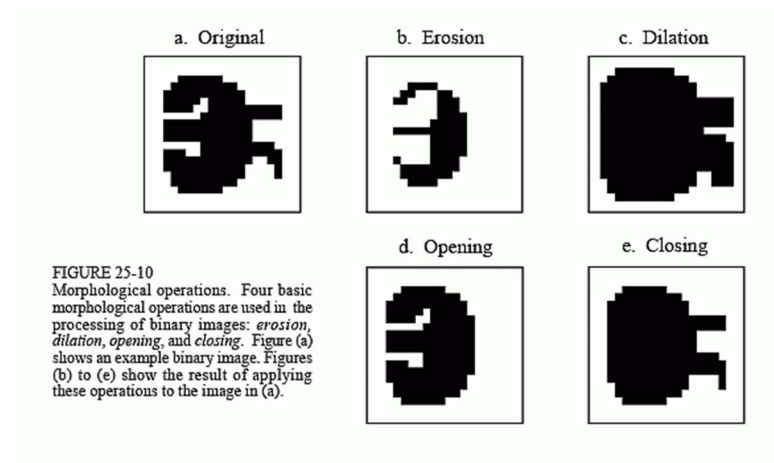 a. Original
b. Erosion
c. Dilation
d. Opening
e. Closing
FIGURE 25-10
Morphological operations. Four basic
morphological operations are used in the
processing of binary images: erosion,
dilation, opening, and closing. Figure (a)
shows an example binary image. Figures
(b) to (e) show the result of applying
these operations to the image in (a).